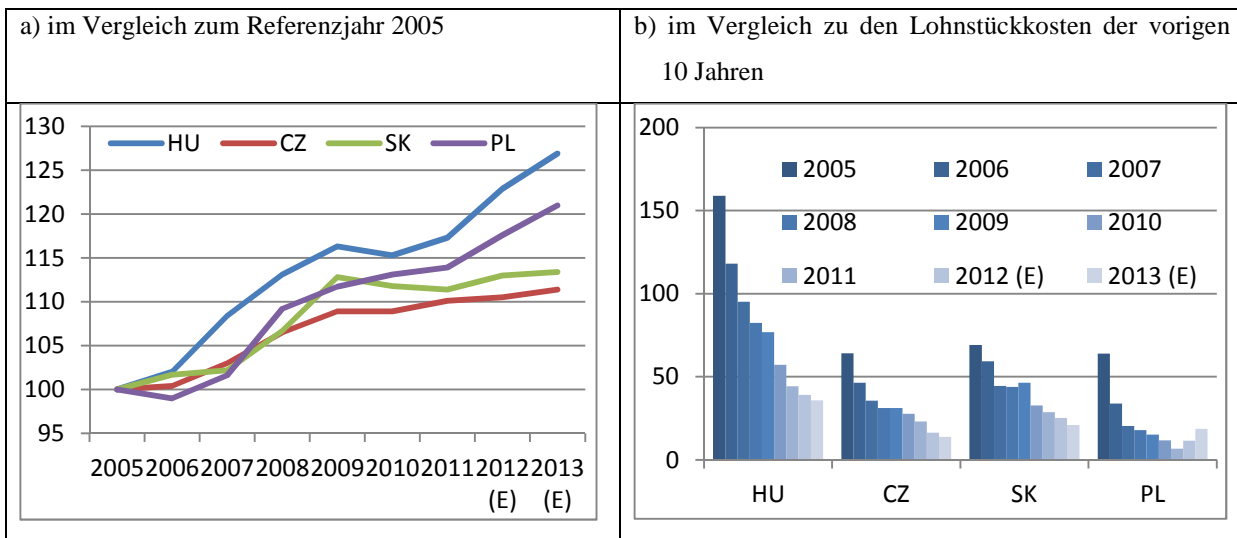 a) im Vergleich zum Referenzjahr 2005
b) im Vergleich zu den Lohnstückkosten der vorigen
10 Jahren
130
125
120
115
110
105
100
95
HU CZ SK PL
2005 2006 2007 2008 2009 2010 2011 2012 2013
(E) (E)
200
150
100
50
0
2005 2006 2007
2008 2009 2010
2011 2012 (E) 2013 (E)
HU CZ SK PL